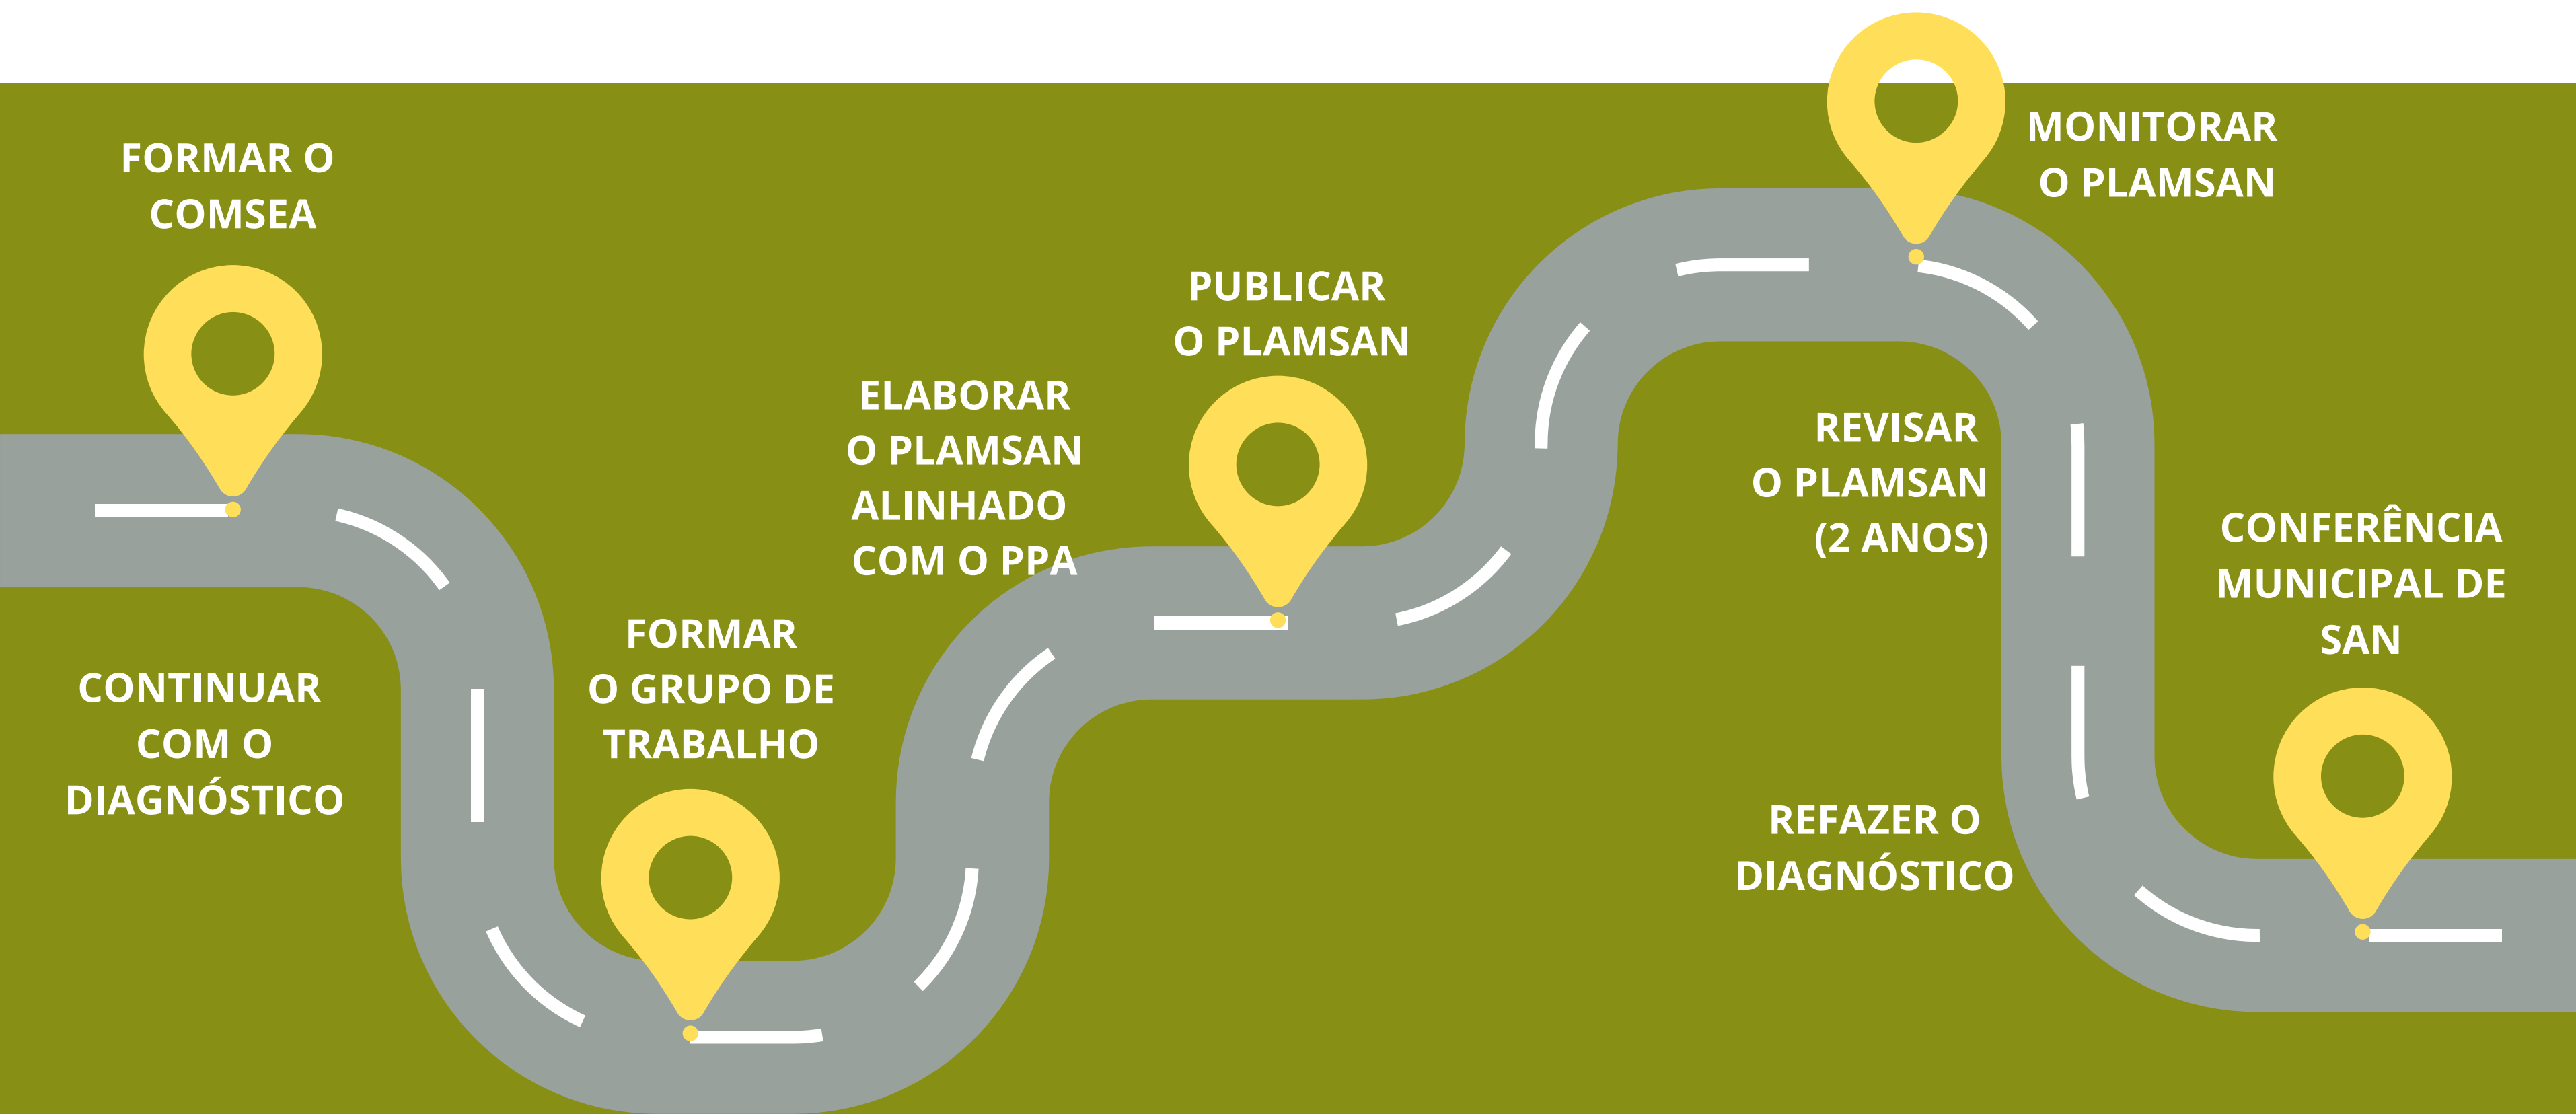 FORMAR O
COMSEA
CONTINUAR
COM O
DIAGNÓSTICO
FORMAR
O GRUPO DE
TRABALHO
ELABORAR
O PLAMSAN
ALINHADO
COM O PPA
PUBLICAR
O PLAMSAN
MONITORAR
O PLAMSAN
REVISAR
O PLAMSAN
(2 ANOS)
REFAZER O
DIAGNÓSTICO
CONFERÊNCIA
MUNICIPAL DE
SAN